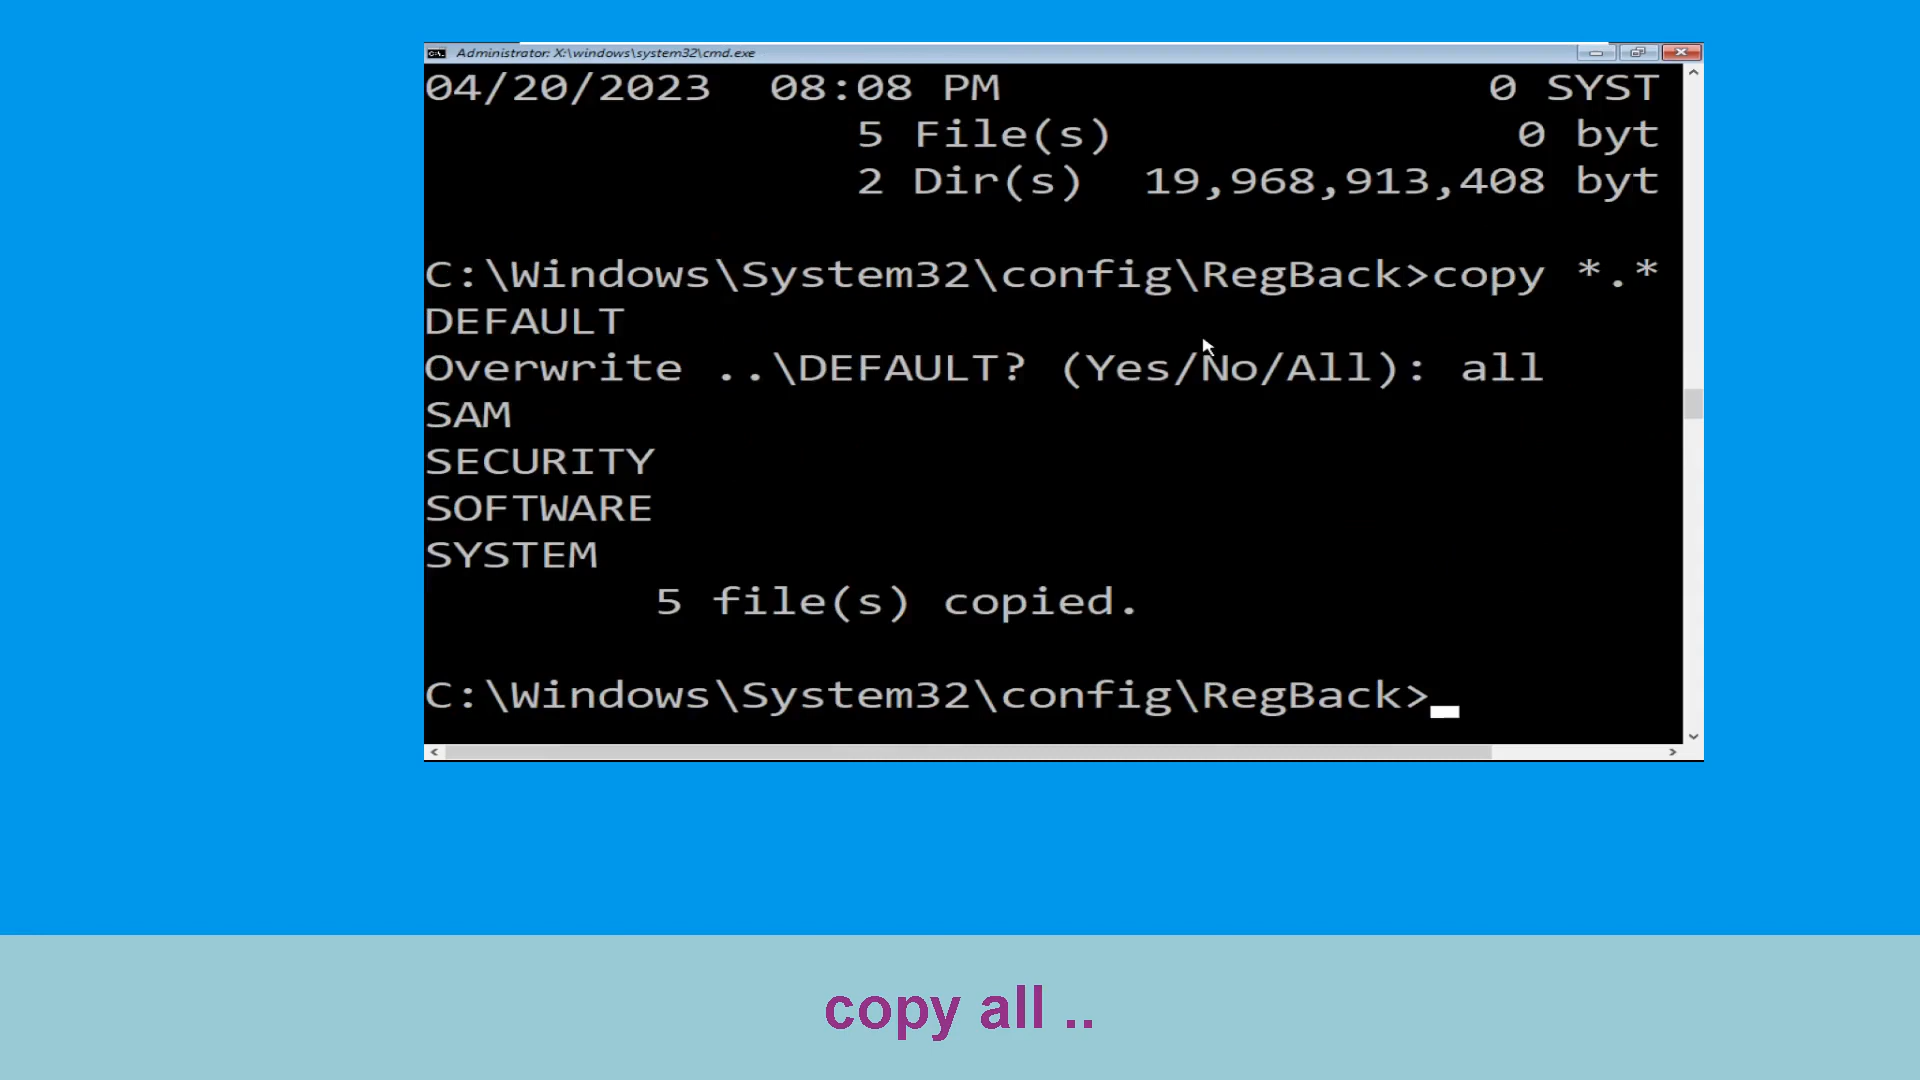 Administrator: X:\windows\system32\cmd.exe
04/20/2023  08:08 PM                 0 SYST
               5 File(s)              0 byt
               2 Dir(s)  19,968,913,408 byt
C:\Windows\System32\config\RegBack>copy *.*
DEFAULT
Overwrite ..\DEFAULT? (Yes/No/All): all
SAM
SECURITY
SOFTWARE
SYSTEM
        5 file(s) copied.
C:\Windows\System32\config\RegBack>
copy all ..